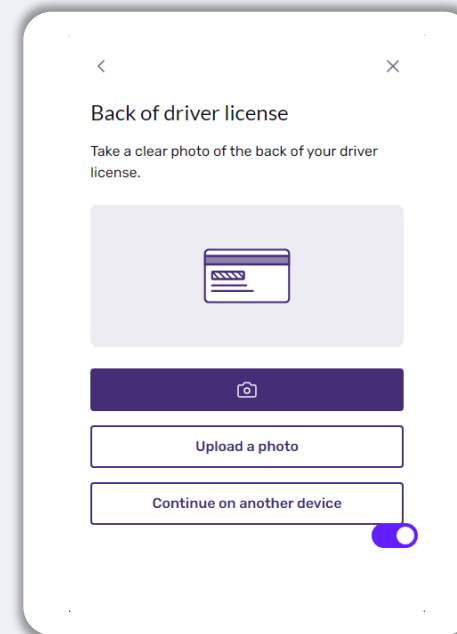 Back of driver license
Take a clear photo of the back of your driver
license.
Upload a photo
Continue on another device